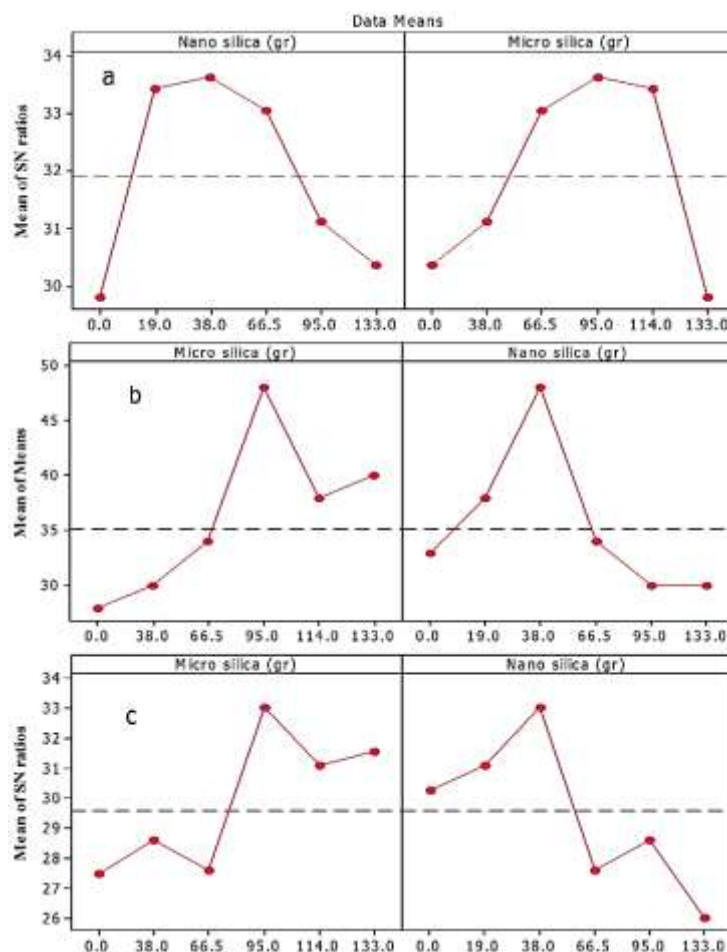 Data Means
Nano silica (gr) Micro silica (gr)
a
Mean of SN ratios
34
33
32
31
30
0.0 19.0 38.0 66.5 95.0 133.0 0.0 38.0 66.5 95.0 114.0 133.0
Micro silica (gr) Nano silica (gr)
b
Mean of Means
50
45
40
35
30
0.0 38.0 66.5 95.0 114.0 133.0 0.0 19.0 38.0 66.5 95.0 133.0
Micro silica (gr) Nano silica (gr)
c
Mean of SN ratios
34
33
32
31
30
29
28
27
26
0.0 38.0 66.5 95.0 114.0 133.0 0.0 19.0 38.0 66.5 95.0 133.0